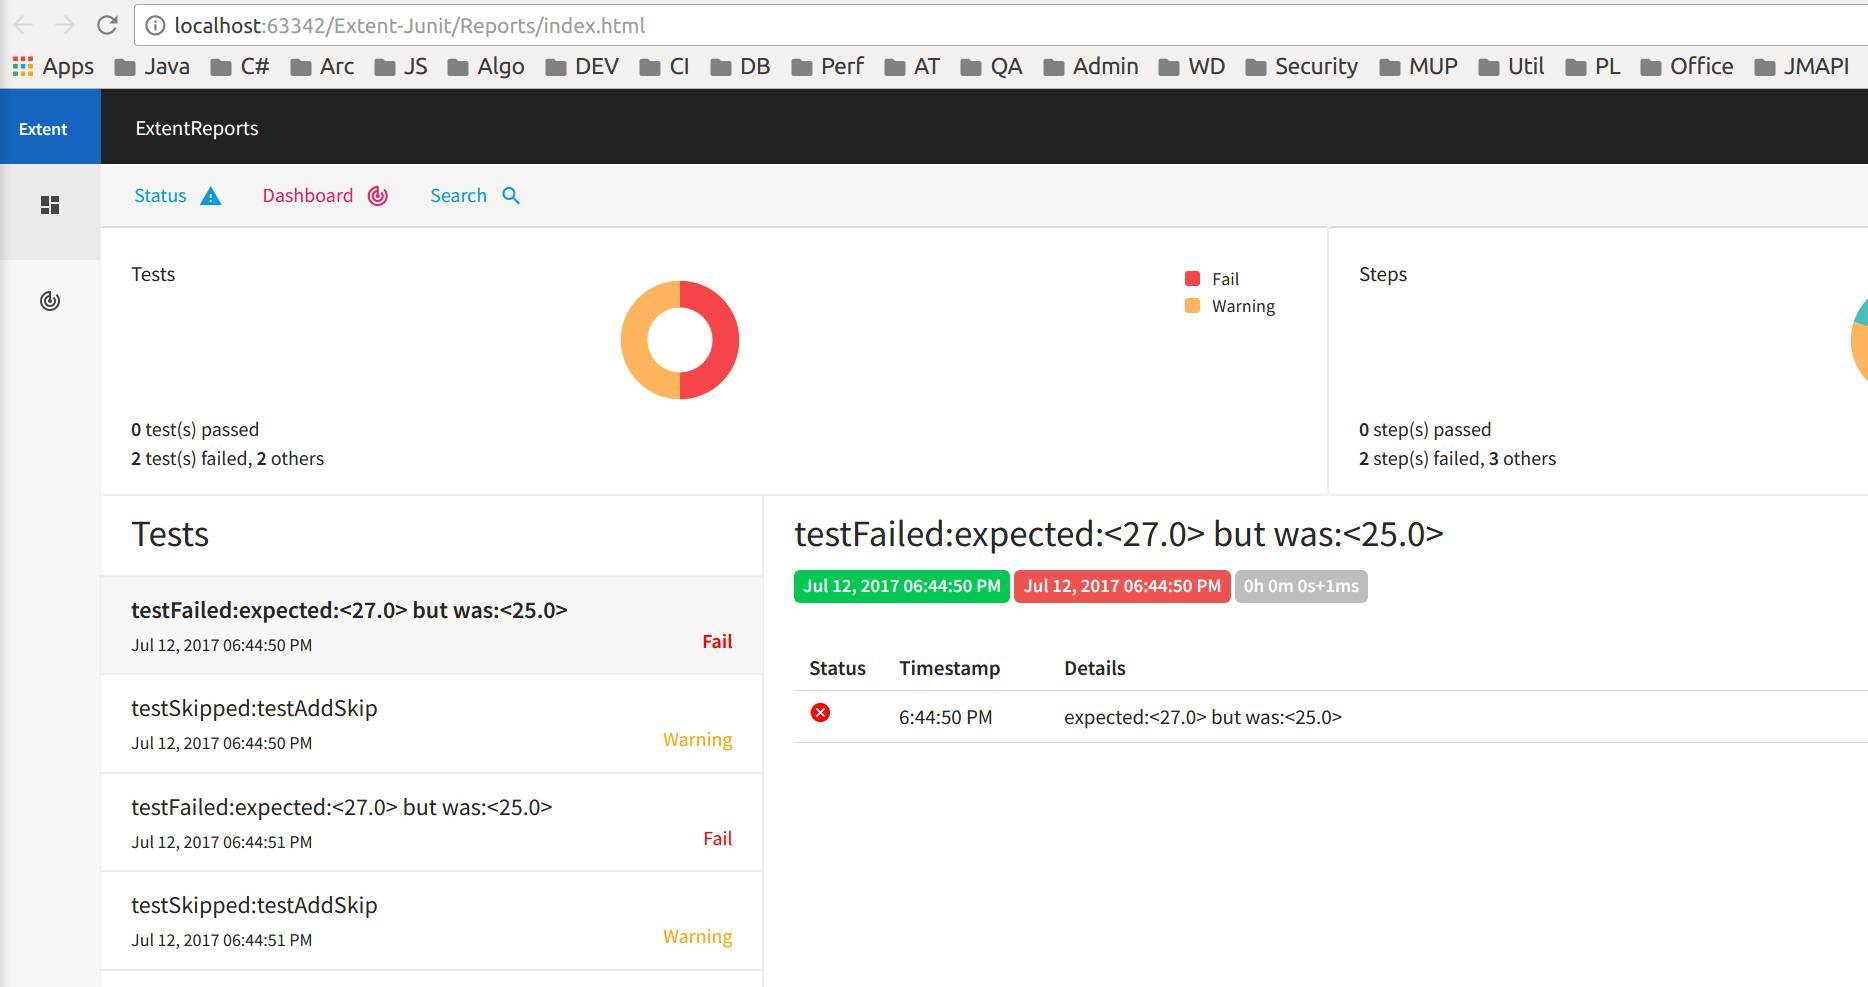 localhost:63342/Extent-Junit/Reports/index.html
Apps Java C# Arc JS Algo DEV CI DB Perf AT QA Admin WD Security MUP Util PL Office JMAPI
Extent ExtentReports
Status Dashboard Search
Tests
Fail
Warning
0 test(s) passed
2 test(s) failed, 2 others
Steps
0 step(s) passed
2 step(s) failed, 3 others
Tests
testFailed:expected:<27.0> but was:<25.0>
Jul 12, 2017 06:44:50 PM
Fail
testSkipped:testAddSkip
Jul 12, 2017 06:44:50 PM
Warning
testFailed:expected:<27.0> but was:<25.0>
Jul 12, 2017 06:44:51 PM
Fail
testSkipped:testAddSkip
Jul 12, 2017 06:44:51 PM
Warning
testFailed:expected:<27.0> but was:<25.0>
Jul 12, 2017 06:44:50 PM Jul 12, 2017 06:44:50 PM 0h 0m 0s+1ms
Status Timestamp Details
6:44:50 PM expected:<27.0> but was:<25.0>